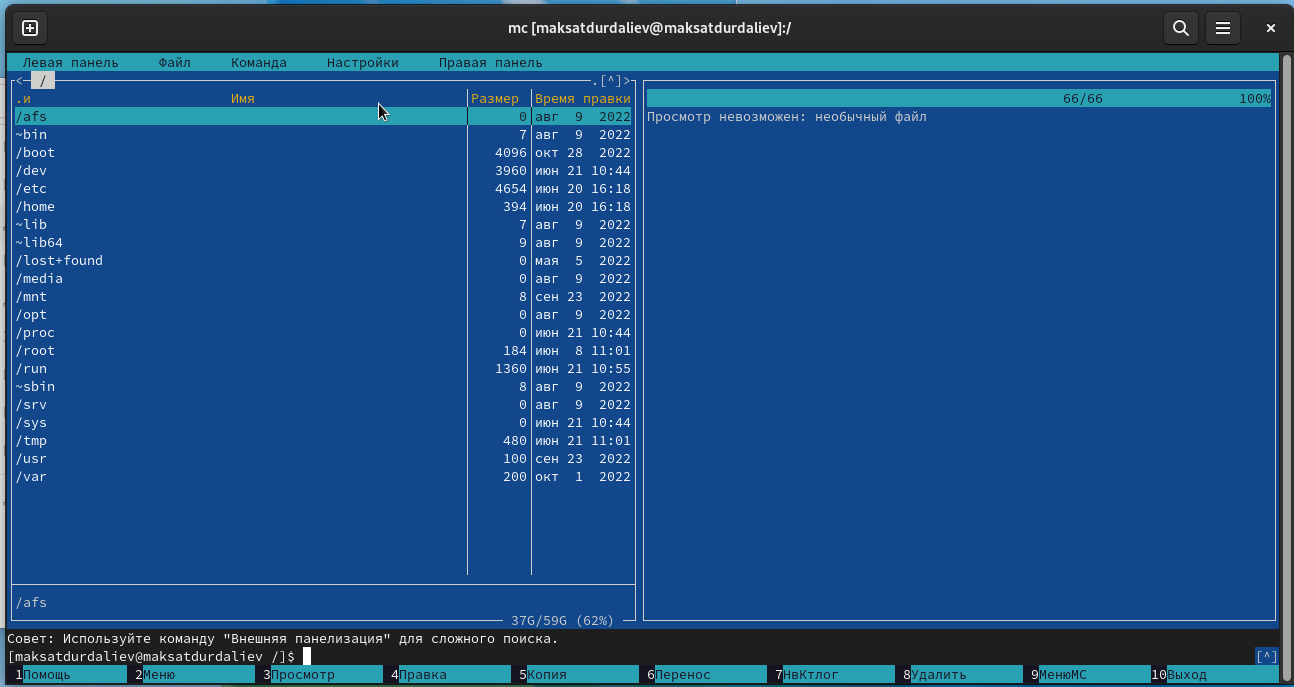 mc [maksatdurdaliev@maksatdurdaliev]:/
Левая панель Файл Команда Настройки Правая панель
<- / .[^]>
.и Имя Размер Время правки
/afs 0 авг 9 2022
~bin 7 авг 9 2022
/boot 4096 окт 28 2022
/dev 3960 июн 21 10:44
/etc 4654 июн 20 16:18
/home 394 июн 20 16:18
~lib 7 авг 9 2022
~lib64 9 авг 9 2022
/lost+found 0 мая 5 2022
/media 0 авг 9 2022
/mnt 8 сен 23 2022
/opt 0 авг 9 2022
/proc 0 июн 21 10:44
/root 184 июн 8 11:01
/run 1360 июн 21 10:55
~sbin 8 авг 9 2022
/srv 0 авг 9 2022
/sys 0 июн 21 10:44
/tmp 480 июн 21 11:01
/usr 100 сен 23 2022
/var 200 окт 1 2022
/afs
37G/59G (62%)
66/66 100%
Просмотр невозможен: необычный файл
Совет: Используйте команду "Внешняя панелизация" для сложного поиска.
[maksatdurdaliev@maksatdurdaliev /]$ [^]
1Помощь 2Меню 3Просмотр 4Правка 5Копия 6Перенос 7НвКтлог 8Удалить 9МенюМС 10Выход